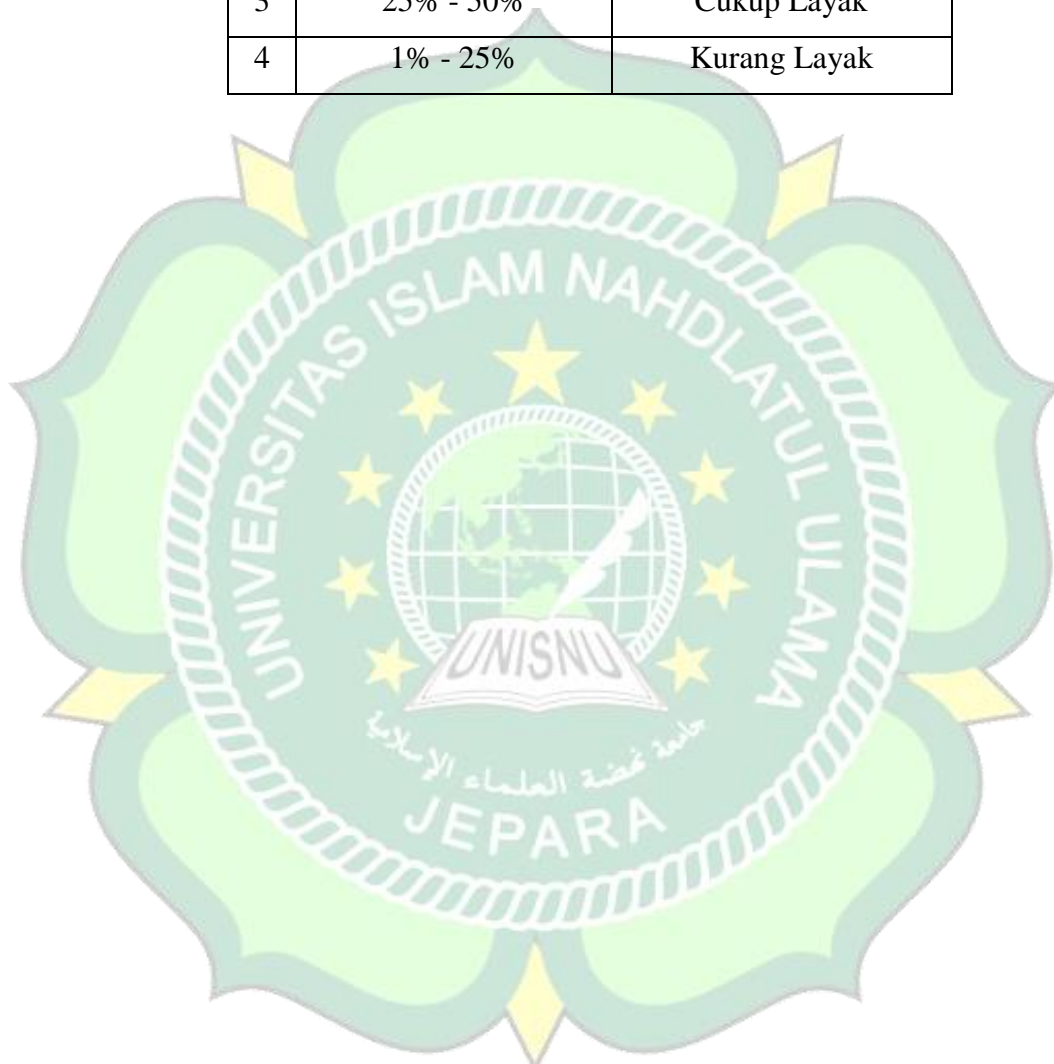 3 25% - 50% Cukup Layak
4 1% - 25% Kurang Layak
UNIVERSITAS ISLAM NAHDLATUL ULAMA
UNISNU
جامعة نهضة العلماء الإسلامية
JEPARA